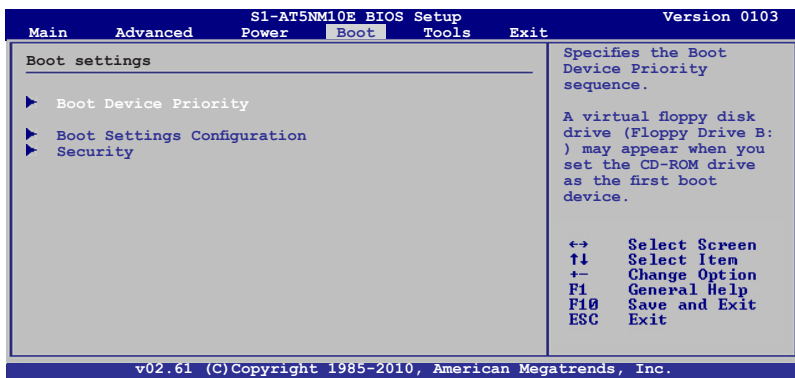 S1-AT5NM10E BIOS Setup Version 0103
Main Advanced Power Boot Tools Exit
Boot settings
Boot Device Priority
Boot Settings Configuration
Security
Specifies the Boot
Device Priority
sequence.
A virtual floppy disk
drive (Floppy Drive B:
) may appear when you
set the CD-ROM drive
as the first boot
device.
←→ Select Screen
↑↓ Select Item
+- Change Option
F1 General Help
F10 Save and Exit
ESC Exit
v02.61 (C)Copyright 1985-2010, American Megatrends, Inc.